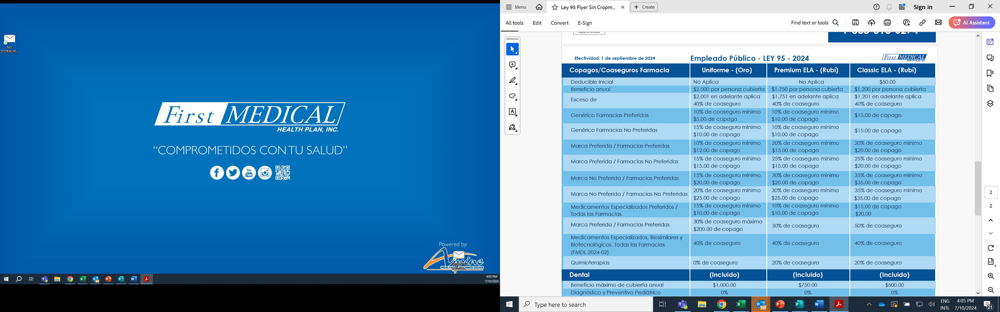 NO
DISTRIBUIR...
First MEDICAL
HEALTH PLAN, INC.
“COMPROMETIDOS CON TU SALUD”
You
Tube
Powered by:
HEALTH TECHNOLOGIES
4:05 PM
7/10/2024
Menu
Ley 95 Flyer Sin Cropm...
Create
Sign in
All tools
Edit
Convert
E-Sign
Find text or tools
AI Assistant
HEALTH SYSTEM
Efectividad: 1 de septiembre de 2024
Empleado Público - LEY 95 - 2024
First MEDICAL
HEALTH PLAN, INC.
Copagos/Coaseguros Farmacia
Uniforme - (Oro)
Premium ELA - (Rubí)
Classic ELA - (Rubí)
Deducible Inicial
No Aplica
No Aplica
$50.00
Beneficio anual
$2,000 por persona cubierta
$1,750 por persona cubierta
$1,200 por persona cubierta
Exceso de
$2,001 en adelante aplica
40% de coaseguro
$1,751 en adelante aplica
40% de coaseguro
$1,201 en adelante aplica
40% de coaseguro
Genérico Farmacias Preferidas
10% de coaseguro mínimo
$5.00 de copago
10% de coaseguro mínimo
$10.00 de copago
$15.00 de copago
Genérico Farmacias No Preferidas
15% de coaseguro mínimo
$10.00 de copago
10% de coaseguro mínimo
$10.00 de copago
$15.00 de copago
Marca Preferida / Farmacias Preferidas
10% de coaseguro mínimo
$12.00 de copago
20% de coaseguro mínimo
$15.00 de copago
20% de coaseguro mínimo
$20.00 de copago
Marca Preferida / Farmacias No Preferidas
15% de coaseguro mínimo
$15.00 de copago
25% de coaseguro mínimo
$15.00 de copago
25% de coaseguro mínimo
$20.00 de copago
Marca No Preferida / Farmacias Preferidas
15% de coaseguro mínimo
$20.00 de copago
30% de coaseguro mínimo
$20.00 de copago
35% de coaseguro mínimo
$35.00 de copago
Marca No Preferida / Farmacias No Preferidas
20% de coaseguro mínimo
$25.00 de copago
30% de coaseguro mínimo
$25.00 de copago
35% de coaseguro mínimo
$35.00 de copago
Medicamentos Especializados Preferidos /
Todas las Farmacias
15% de coaseguro mínimo
$10.00 de copago
10% de coaseguro mínimo
$10.00 de copago
$15.00 de copago
$20.00
Marca Preferida / Farmacias Preferidas
30% de coaseguro máximo
$200.00 de copago
30% de coaseguro
50% de coaseguro
Medicamentos Especializados, Biosimilares y
Biotecnológicos. Todas las Farmacias
(FMDL 2024-02)
40% de coaseguro
40% de coaseguro
40% de coaseguro
Quimioterapias
0% de coaseguro
20% de coaseguro
20% de coaseguro
Dental
(Incluido)
(Incluido)
(Incluido)
Beneficio máximo de cubierta anual
$1,000.00
$750.00
$500.00
Diagnóstico y Preventivo Pediátrico
0%
0%
0%
2
2
Type here to search
ENG
INTL
4:05 PM
7/10/2024
21